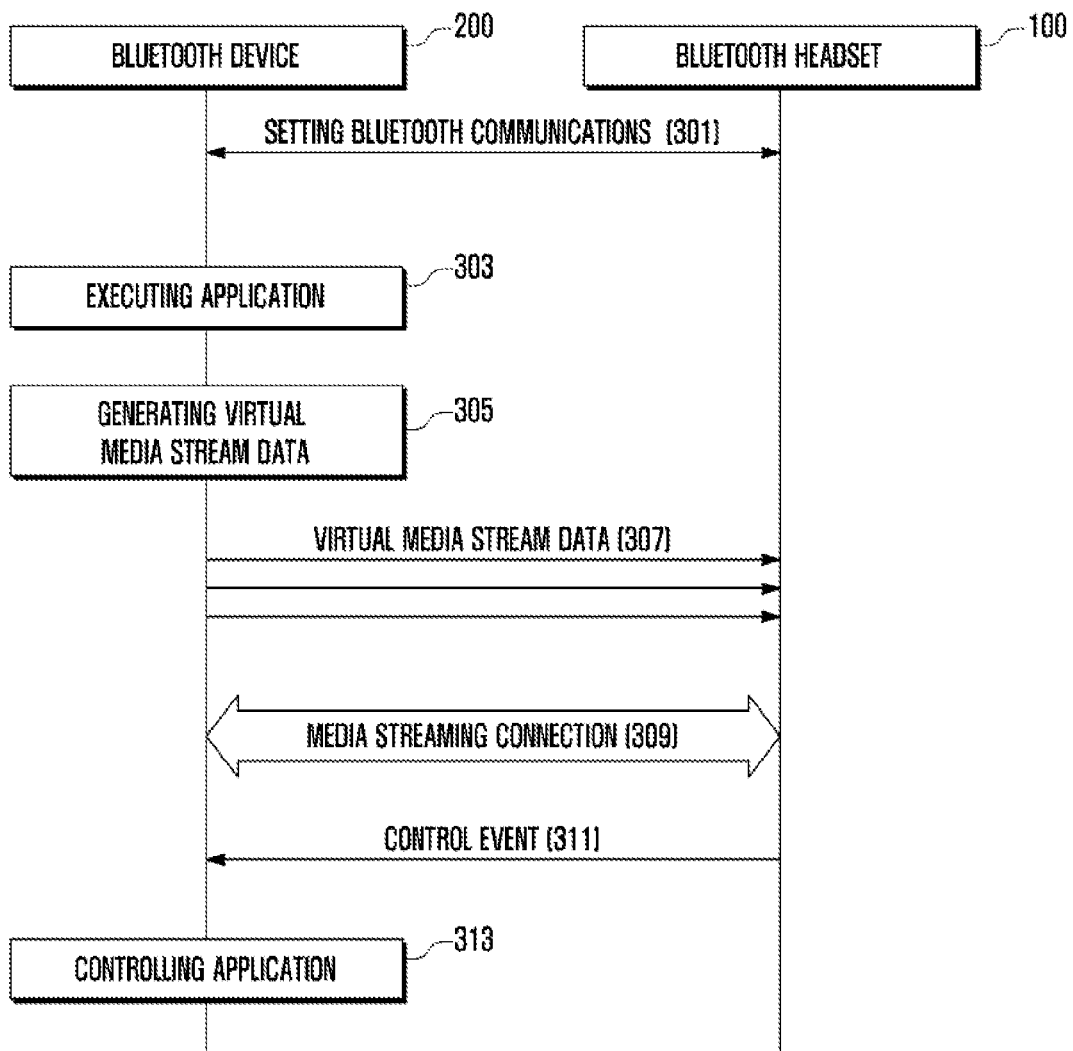 200
100
BLUETOOTH DEVICE
BLUETOOTH HEADSET
SETTING BLUETOOTH COMMUNICATIONS (301)
303
EXECUTING APPLICATION
305
GENERATING VIRTUAL
MEDIA STREAM DATA
VIRTUAL MEDIA STREAM DATA (307)
MEDIA STREAMING CONNECTION (309)
CONTROL EVENT (311)
313
CONTROLLING APPLICATION